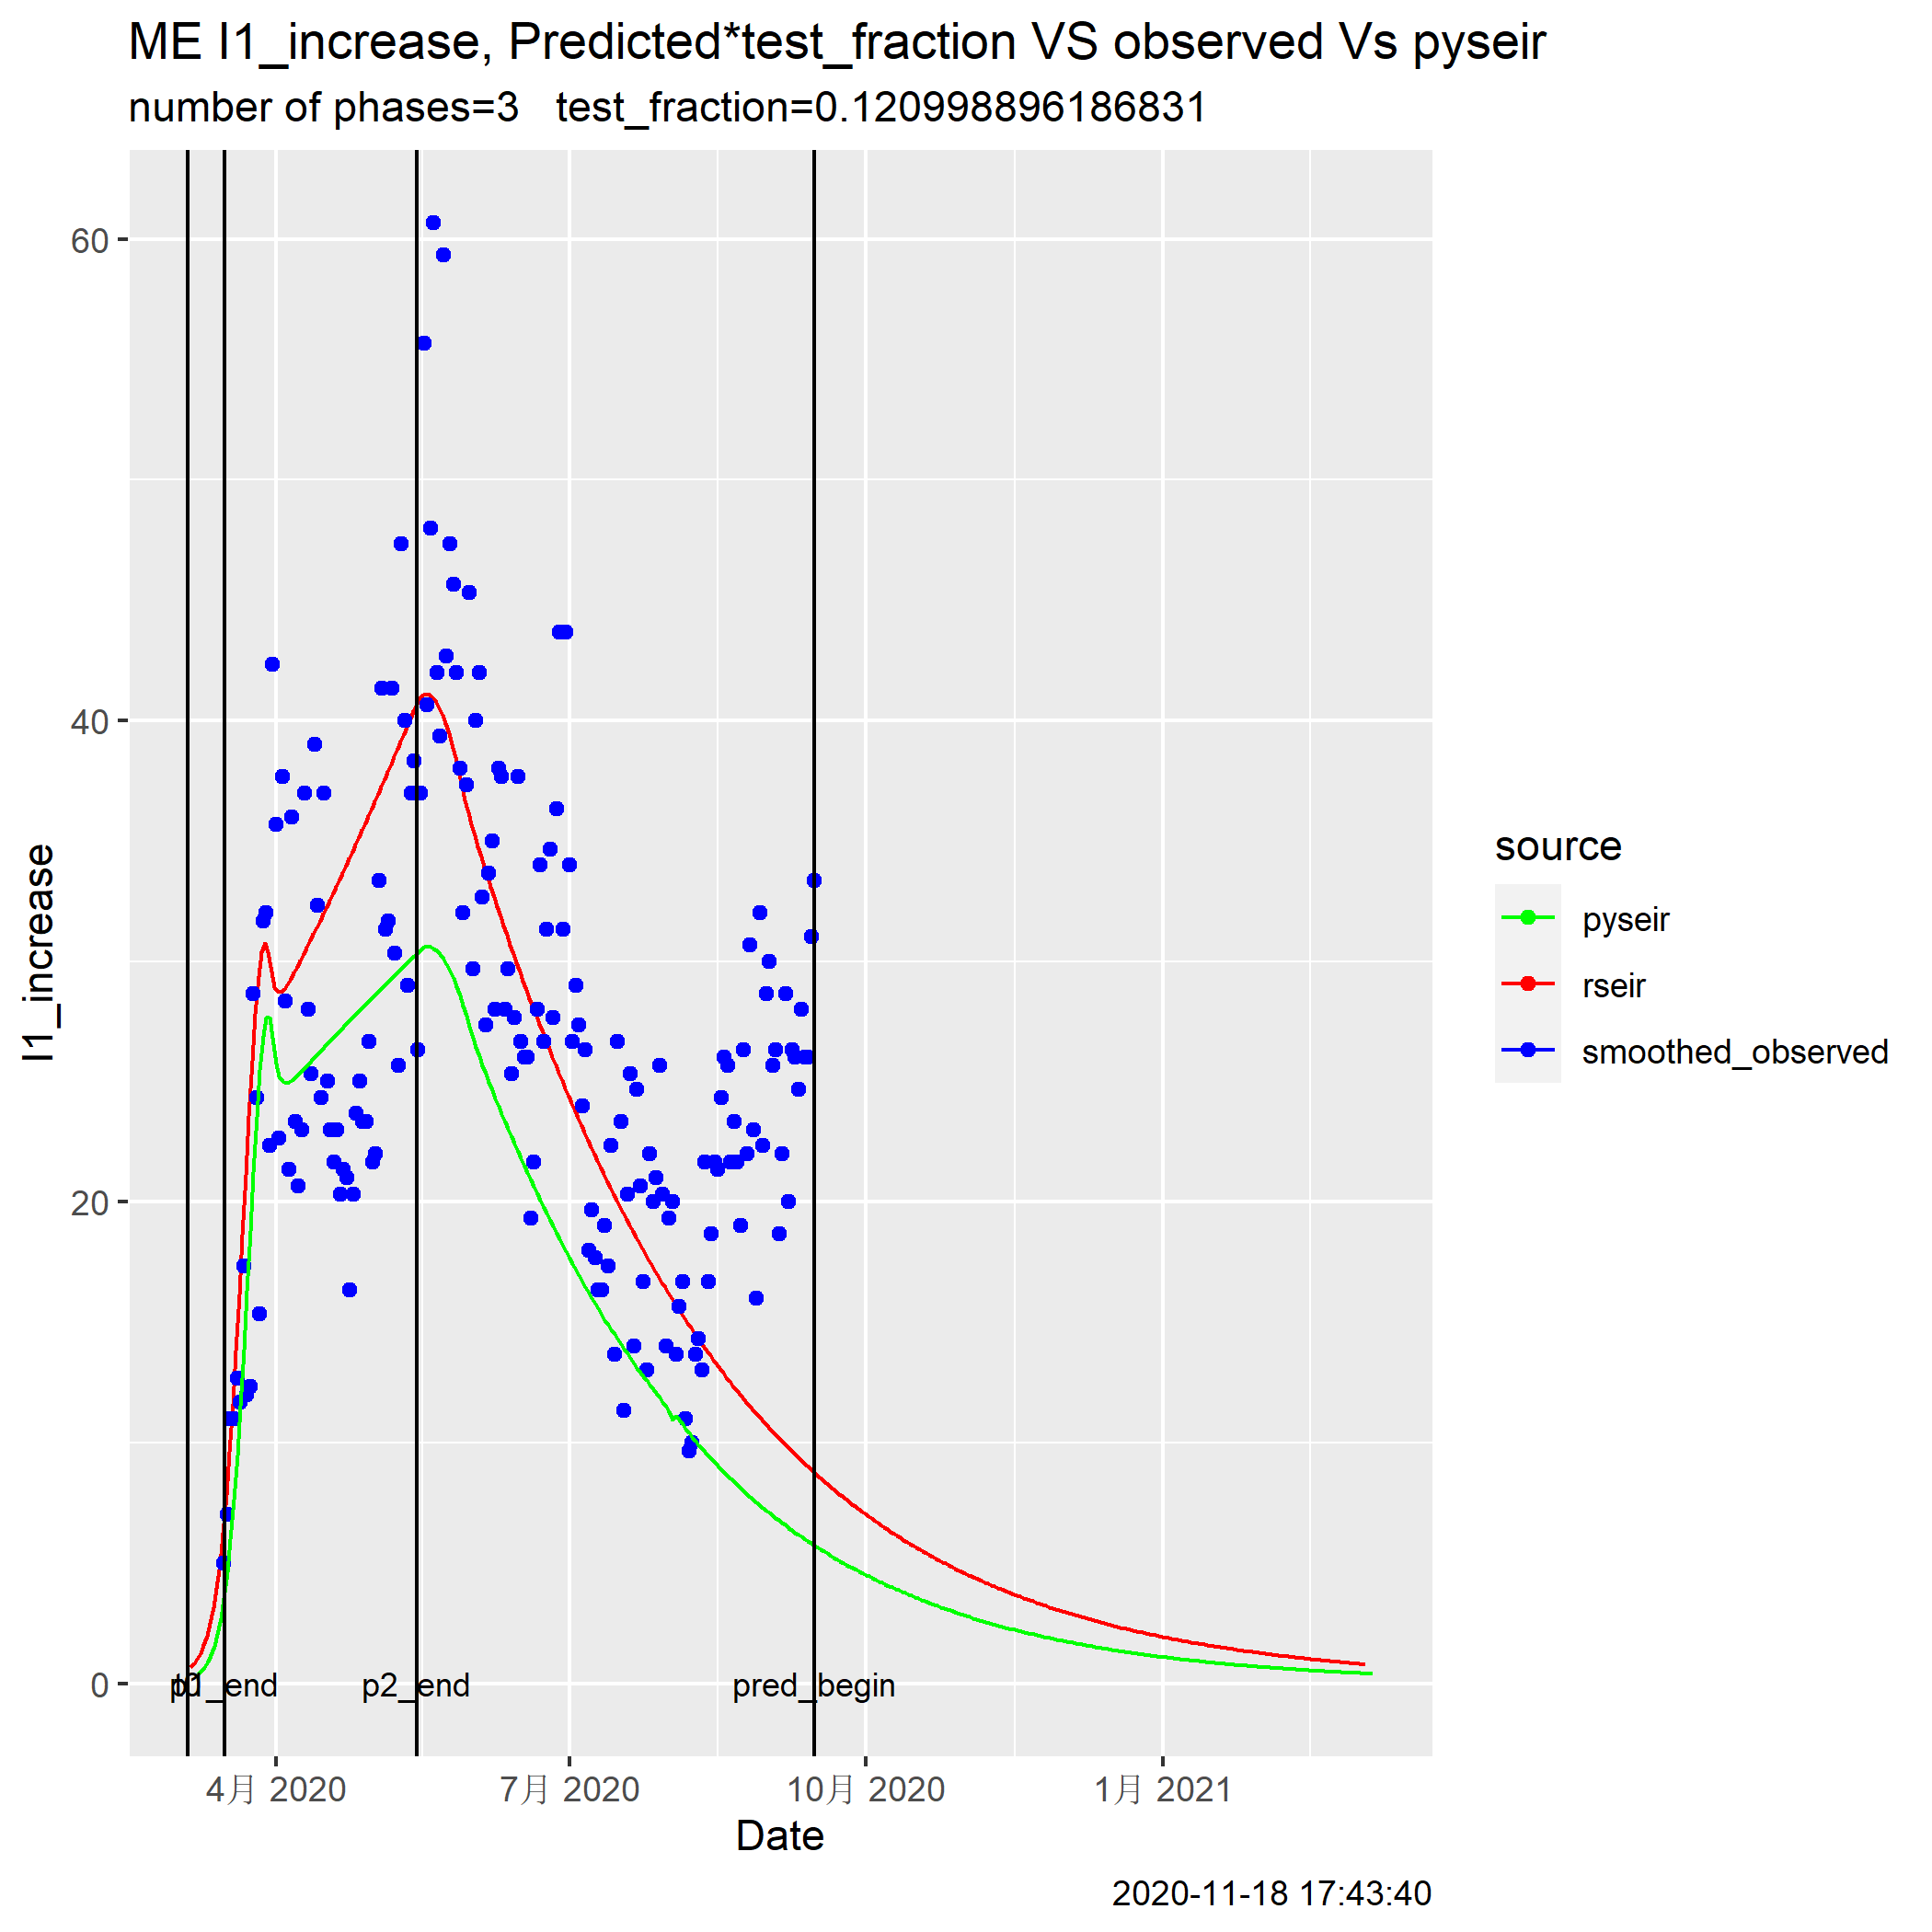 ME I1_increase, Predicted*test_fraction VS observed Vs pyseir
number of phases=3   test_fraction=0.120998896186831
60
40
20
0
I1_increase
p1_end
p2_end
pred_begin
4月 2020
7月 2020
10月 2020
1月 2021
Date
source
pyseir
rseir
smoothed_observed
2020-11-18 17:43:40